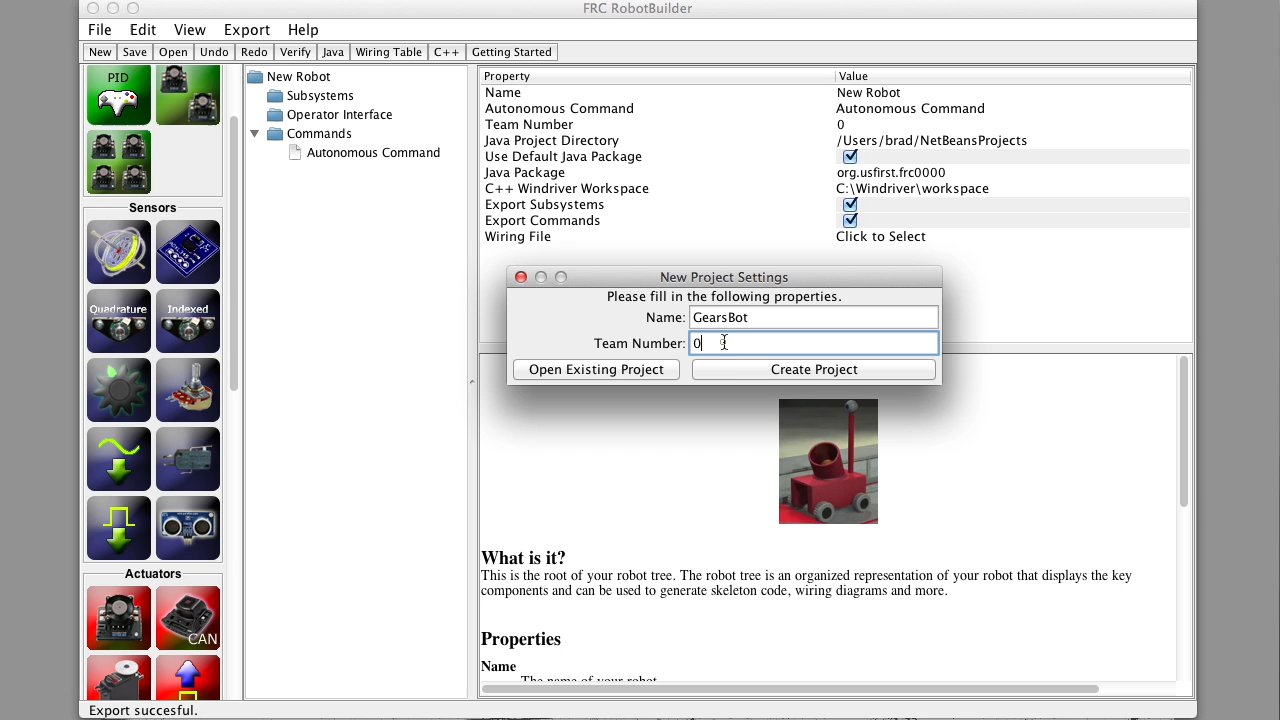 FRC RobotBuilder
File Edit View Export Help
New Save Open Undo Redo Verify Java Wiring Table C++ Getting Started
PID
Sensors
Quadrature Indexed
Actuators
CAN
New Robot
Subsystems
Operator Interface
Commands
Autonomous Command
Property Value
Name New Robot
Autonomous Command Autonomous Command
Team Number 0
Java Project Directory /Users/brad/NetBeansProjects
Use Default Java Package
Java Package org.usfirst.frc0000
C++ Windriver Workspace C:\Windriver\workspace
Export Subsystems
Export Commands
Wiring File Click to Select
New Project Settings
Please fill in the following properties.
Name: GearsBot
Team Number: 0
Open Existing Project Create Project
What is it?
This is the root of your robot tree. The robot tree is an organized representation of your robot that displays the key
components and can be used to generate skeleton code, wiring diagrams and more.
Properties
Name
The name of your robot
Export succesful.